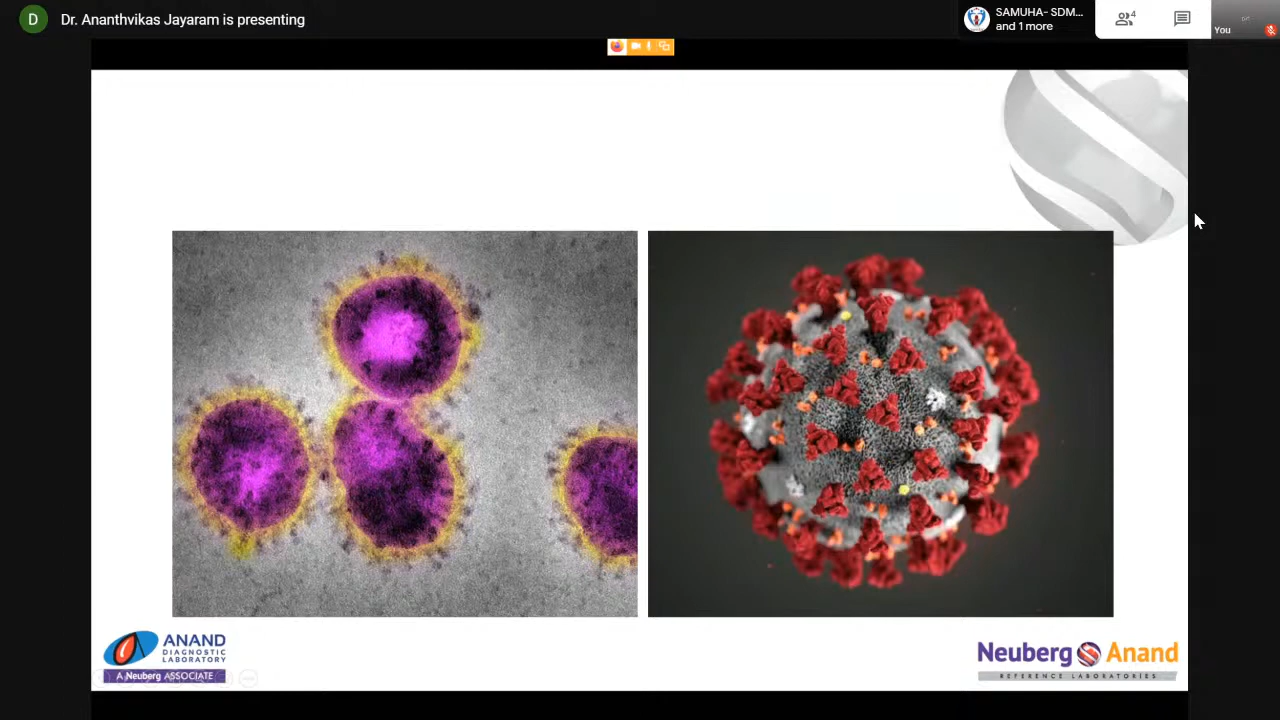 D
Dr. Ananthvikas Jayaram is presenting
SAMUHA- SDM...
and 1 more
4
You
ANAND
DIAGNOSTIC
LABORATORY
A Neuberg ASSOCIATE
Neuberg Anand
REFERENCE LABORATORIES